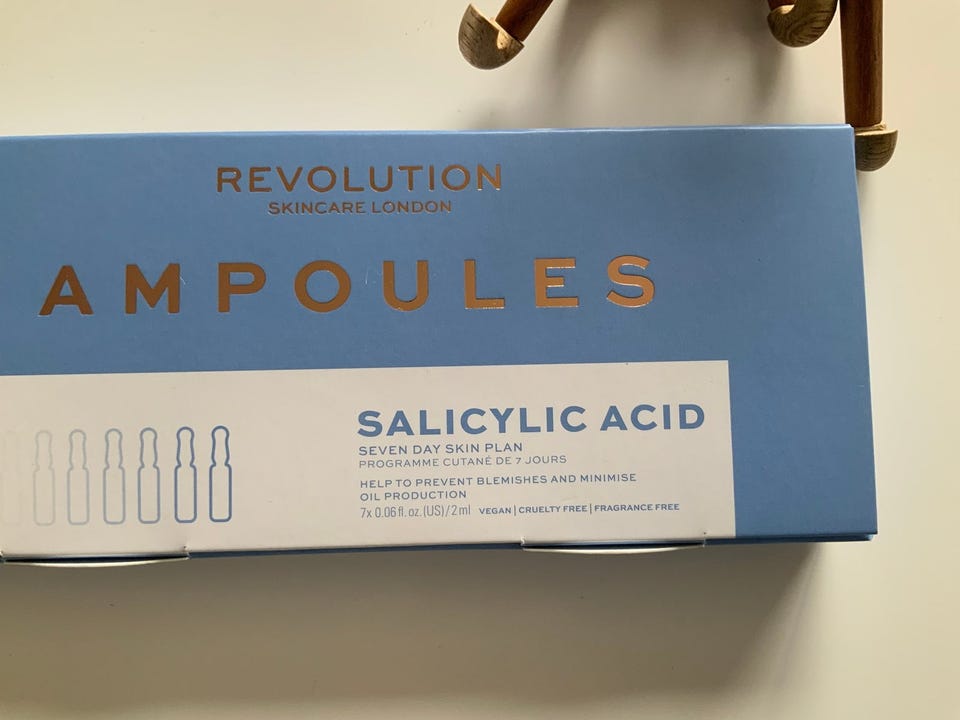 REVOLUTION
SKINCARE LONDON
AMPOULES
SALICYLIC ACID
SEVEN DAY SKIN PLAN
PROGRAMME CUTANÉ DE 7 JOURS
HELP TO PREVENT BLEMISHES AND MINIMISE
OIL PRODUCTION
7x 0.06 fl. oz. (US) / 2 ml VEGAN | CRUELTY FREE | FRAGRANCE FREE